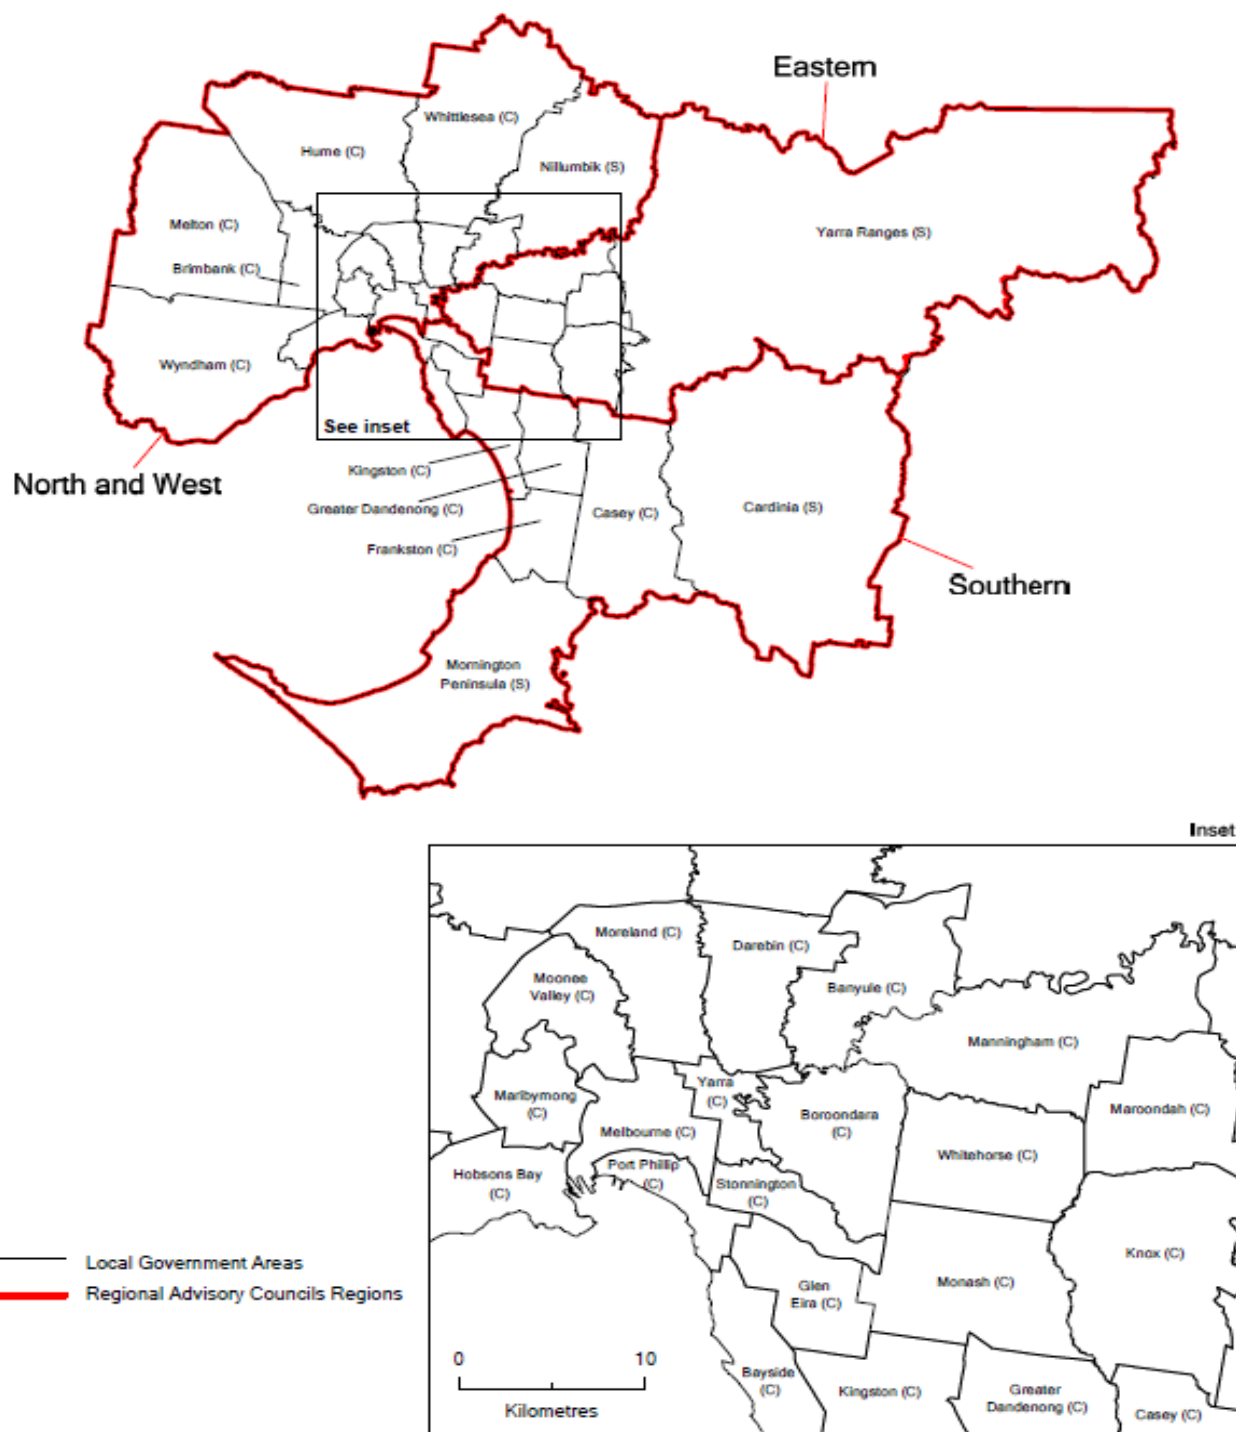 Eastern
Whittlesea (C)
Hume (C)
Nillumbik (S)
Melton (C)
Yarra Ranges (S)
Brimbank (C)
Wyndham (C)
See inset
Kingston (C)
North and West
Greater Dandenong (C)
Casey (C)
Cardinia (S)
Frankston (C)
Southern
Mornington
Peninsula (S)
Inset
Moreland (C)
Darebin (C)
Moonee
Valley (C)
Banyule (C)
Manningham (C)
Yarra
(C)
Maribymong
(C)
Boroondara
(C)
Maroondah (C)
Melbourne (C)
Whitehorse (C)
Port Phillip
(C)
Hobsons Bay
(C)
Stonnington
(C)
Local Government Areas
Knox (C)
Regional Advisory Councils Regions
Glen
Eira (C)
Monash (C)
0 10
Kilometres
Bayside
(C)
Kingston (C)
Greater
Dandenong (C)
Casey (C)